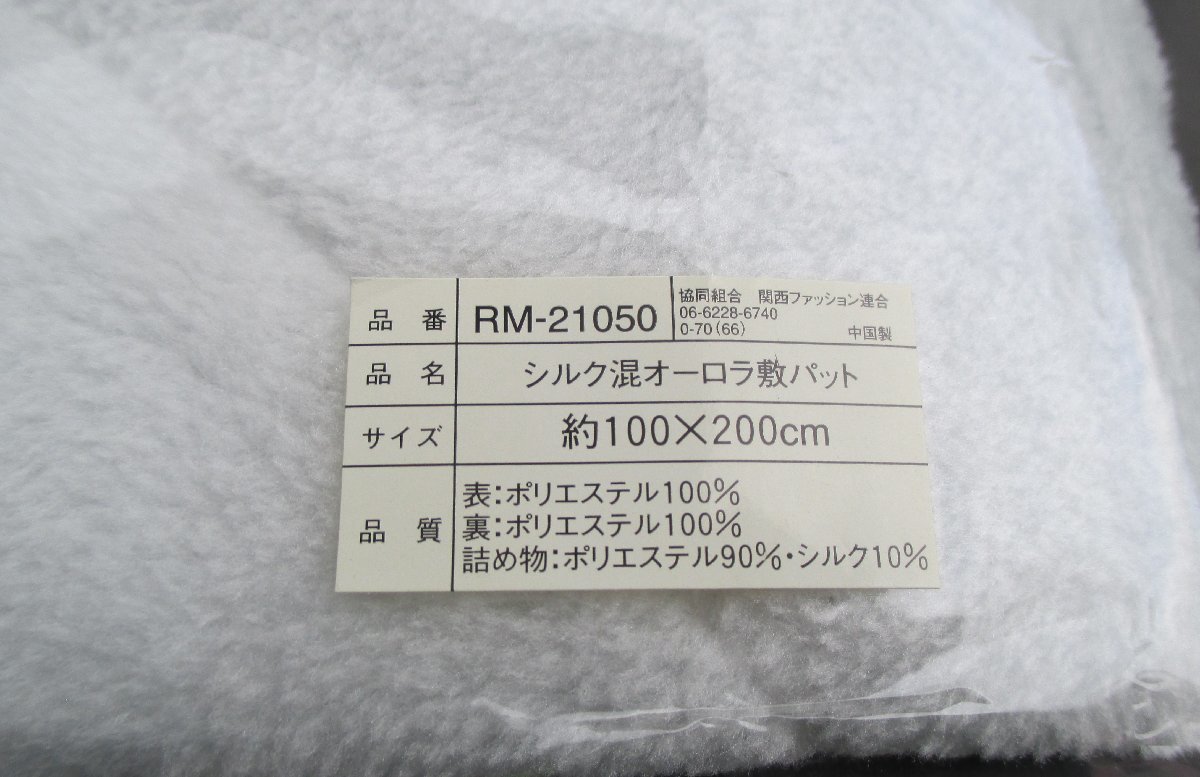 品番 RM-21050
協同組合 関西ファッション連合
06-6228-6740
0-70(66) 中国製
品名 シルク混オーロラ敷パット
サイズ 約100×200cm
品質 表:ポリエステル100%
裏:ポリエステル100%
詰め物:ポリエステル90%・シルク10%